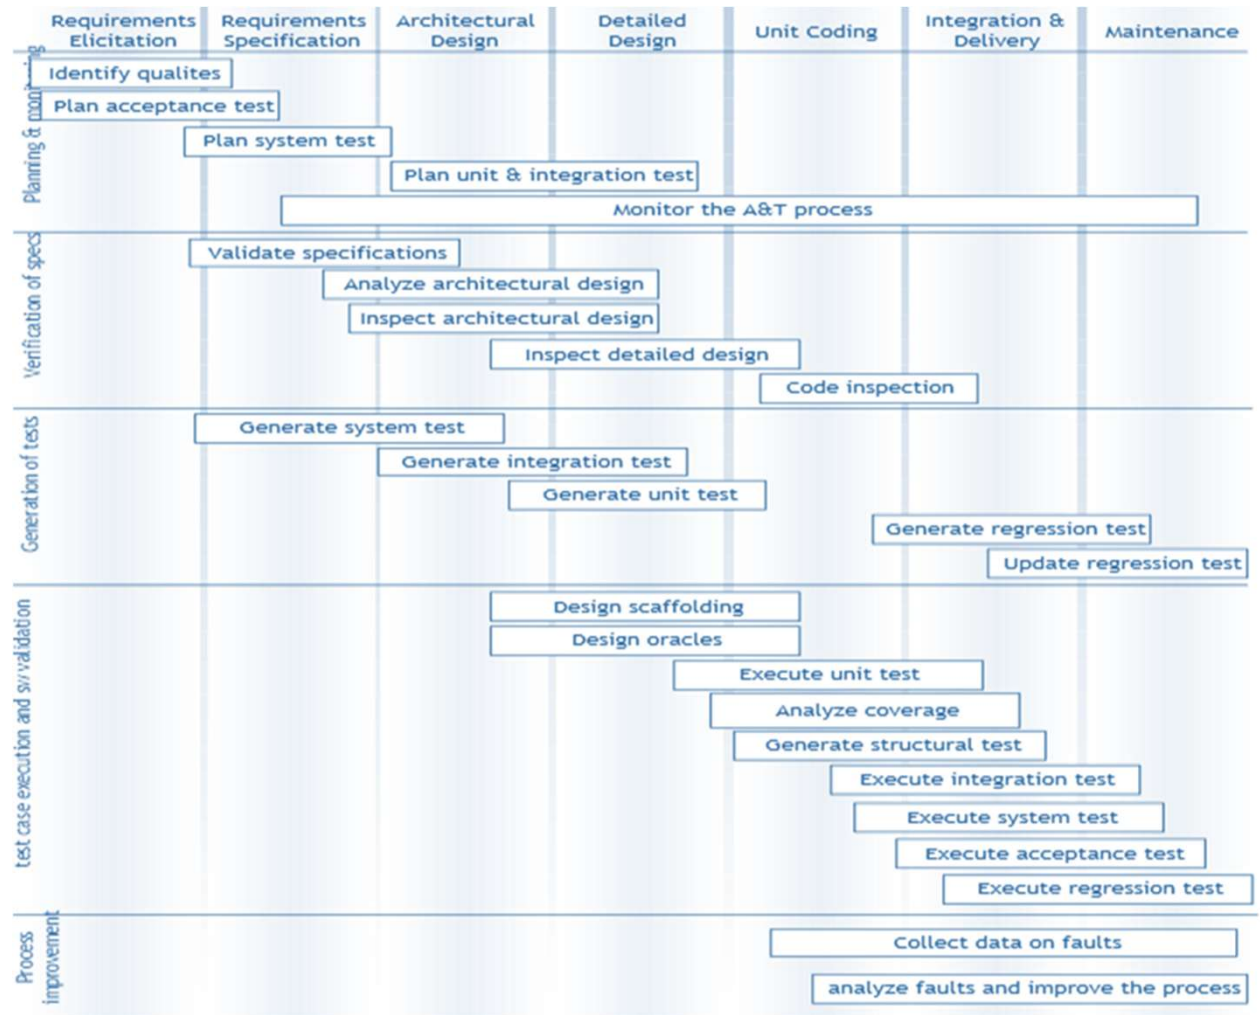 Requirements Elicitation
Requirements Specification
Architectural Design
Detailed Design
Unit Coding
Integration & Delivery
Maintenance
Planning & monitoring
Identify qualites
Plan acceptance test
Plan system test
Plan unit & integration test
Monitor the A&T process
Verification of specs
Validate specifications
Analyze architectural design
Inspect architectural design
Inspect detailed design
Code inspection
Generation of tests
Generate system test
Generate integration test
Generate unit test
Generate regression test
Update regression test
test case execution and sw validation
Design scaffolding
Design oracles
Execute unit test
Analyze coverage
Generate structural test
Execute integration test
Execute system test
Execute acceptance test
Execute regression test
Process improvement
Collect data on faults
analyze faults and improve the process